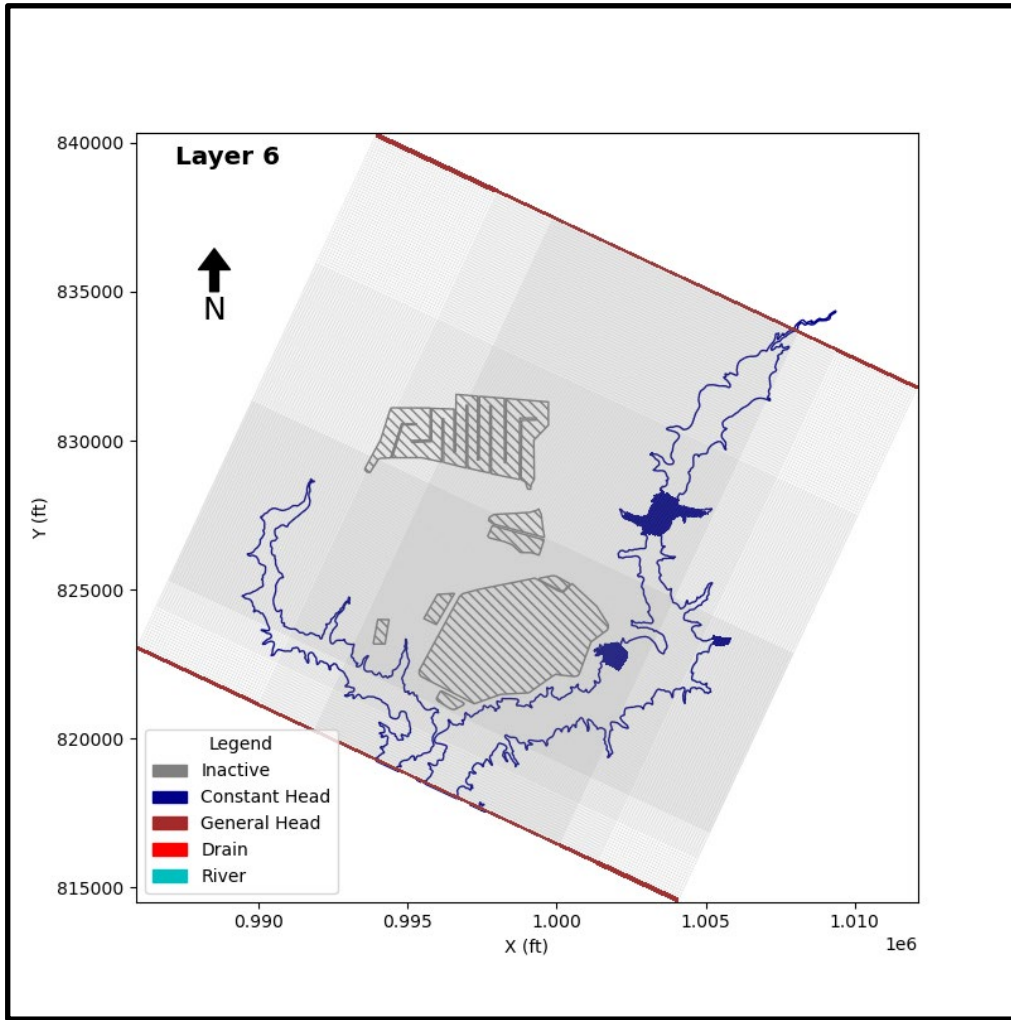 Layer 6
N
840000
835000
830000
825000
820000
815000
Y (ft)
Legend
Inactive
Constant Head
General Head
Drain
River
0.990
0.995
1.000
1.005
1.010
X (ft)
1e6